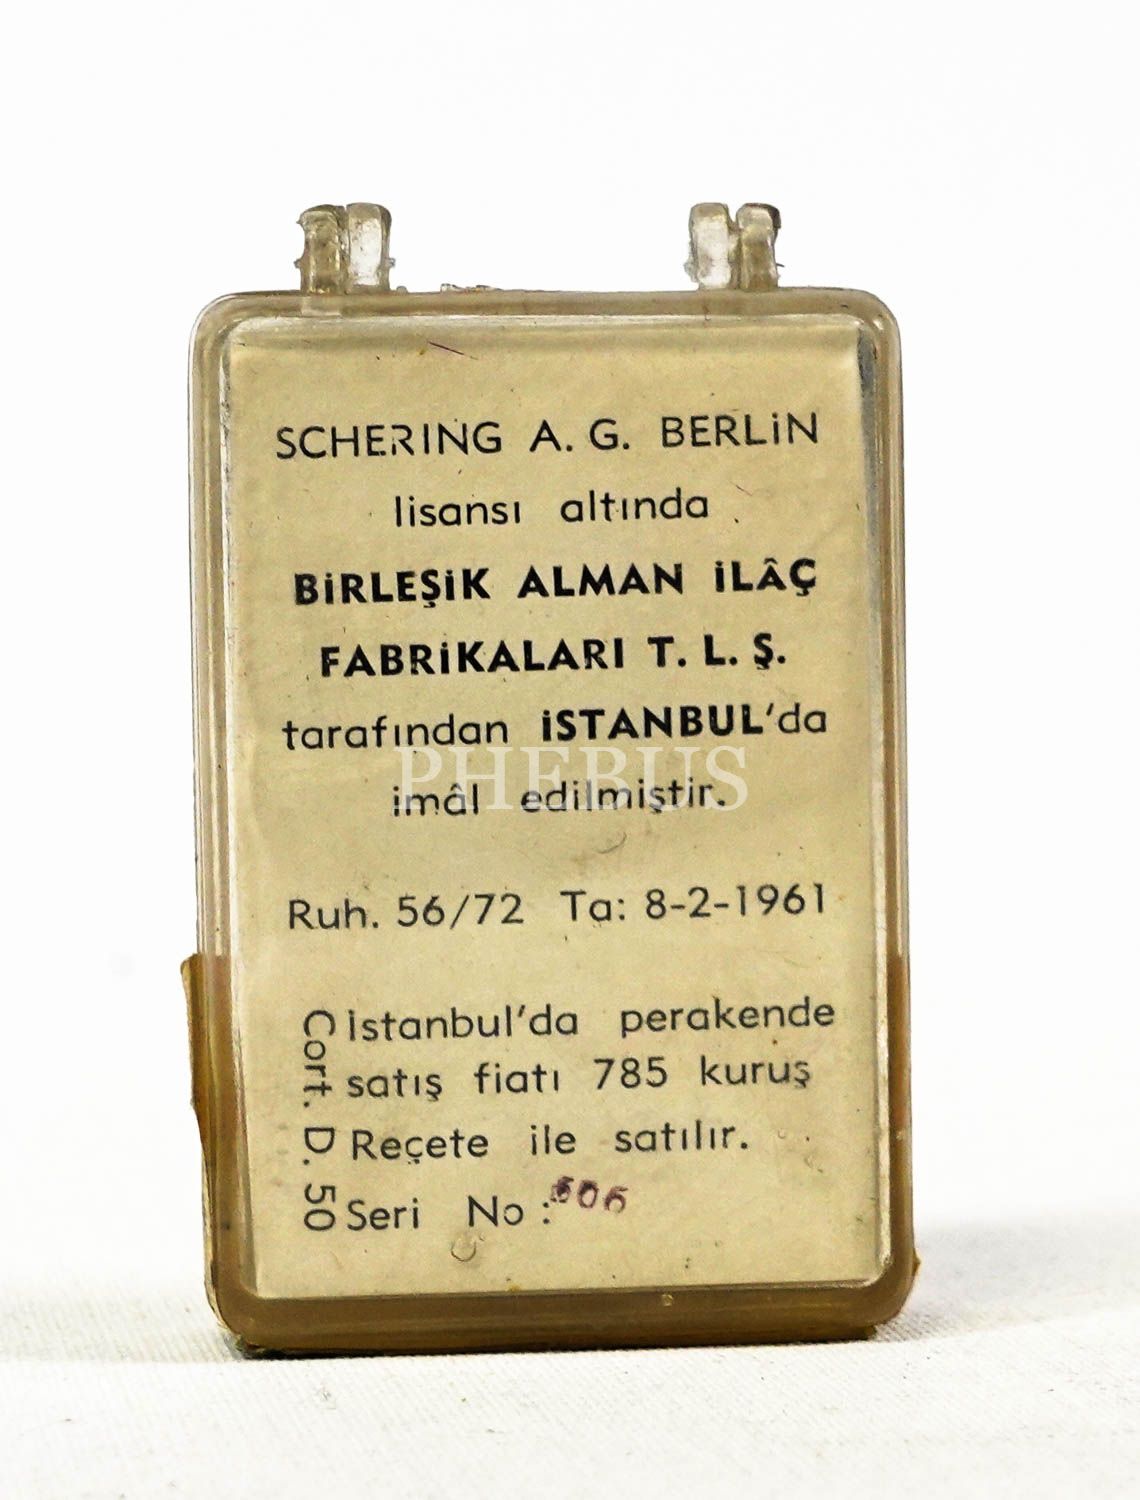 SCHERING A. G. BERLiN
lisansı altında
BiRLEŞiK ALMAN iLÂÇ
FABRiKALARI T. L. Ş.
tarafından iSTANBUL'da
imâl edilmiştir.
PHEBUS
Ruh. 56/72 Ta: 8-2-1961
İstanbul'da perakende
satış fiatı 785 kuruş
Reçete ile satılır.
Seri No :
Cort. D. 50